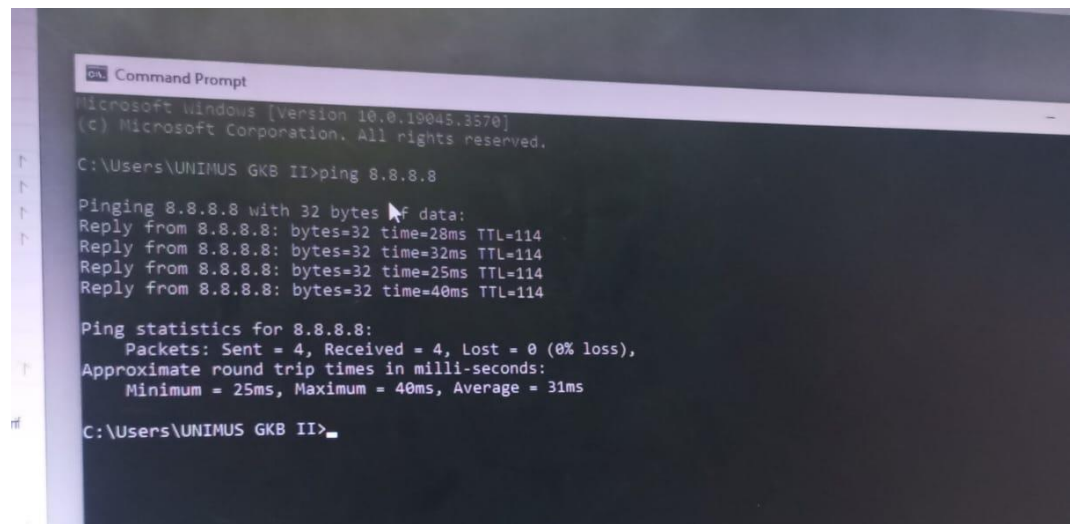 Command Prompt
Microsoft Windows [Version 10.0.19045.3570]
(c) Microsoft Corporation. All rights reserved.
C:\Users\UNIMUS GKB II>ping 8.8.8.8
Pinging 8.8.8.8 with 32 bytes of data:
Reply from 8.8.8.8: bytes=32 time=28ms TTL=114
Reply from 8.8.8.8: bytes=32 time=32ms TTL=114
Reply from 8.8.8.8: bytes=32 time=25ms TTL=114
Reply from 8.8.8.8: bytes=32 time=40ms TTL=114
Ping statistics for 8.8.8.8:
Packets: Sent = 4, Received = 4, Lost = 0 (0% loss),
Approximate round trip times in milli-seconds:
Minimum = 25ms, Maximum = 40ms, Average = 31ms
C:\Users\UNIMUS GKB II>